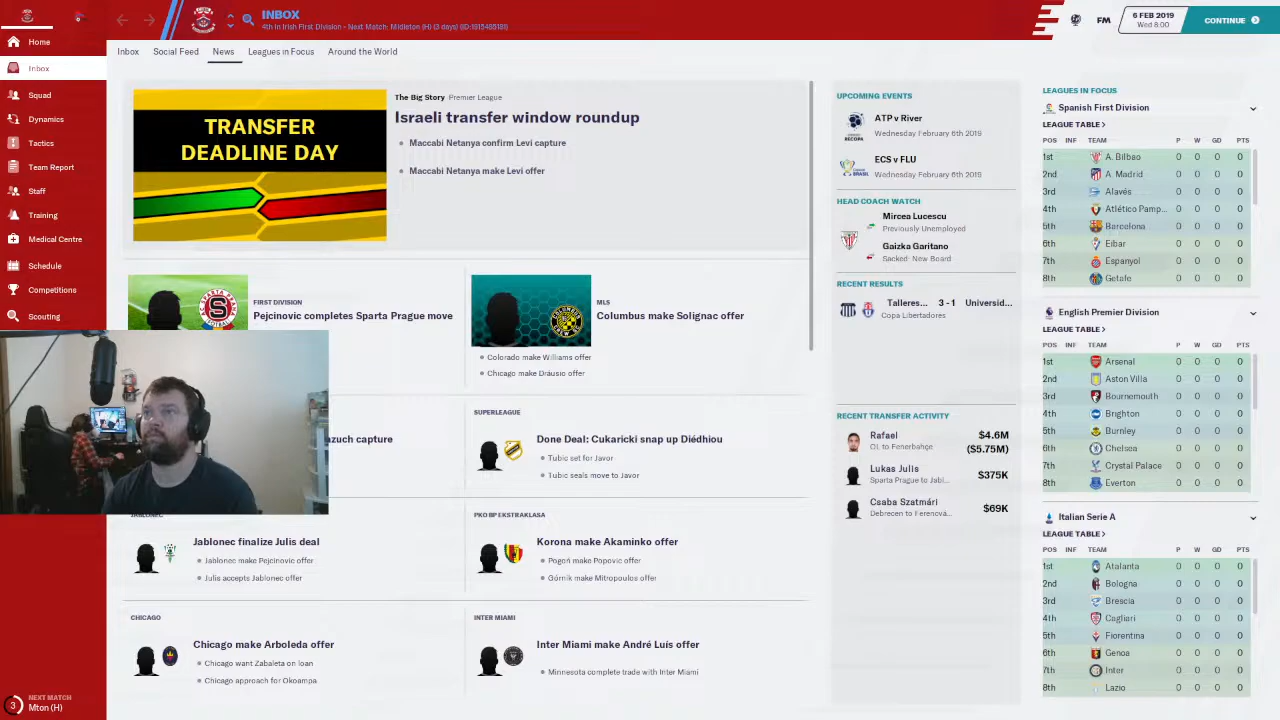 INBOX
4th in Irish First Division - Next Match: Midleton (H) (3 days)
FM
6 FEB 2019
Wed 8:00
CONTINUE
Home
Inbox
Squad
Dynamics
Tactics
Team Report
Staff
Training
Medical Centre
Schedule
Competitions
Scouting
NEXT MATCH
3
Mton (H)
Inbox
Social Feed
News
Leagues in Focus
Around the World
TRANSFER
DEADLINE DAY
The Big Story Premier League
Israeli transfer window roundup
Maccabi Netanya confirm Levi capture
Maccabi Netanya make Levi offer
FIRST DIVISION
Pejcinovic completes Sparta Prague move
MLS
Columbus make Solignac offer
Colorado make Williams offer
Chicago make Dráusio offer
azuch capture
SUPERLEAGUE
Done Deal: Cukaricki snap up Diédhiou
Tubic set for Javor
Tubic seals move to Javor
JABLONEC
Jablonec finalize Julis deal
Jablonec make Pejcinovic offer
Julis accepts Jablonec offer
PKO BP EKSTRAKLASA
Korona make Akaminko offer
Pogoń make Popovic offer
Górnik make Mitropoulos offer
CHICAGO
Chicago make Arboleda offer
Chicago want Zabaleta on loan
Chicago approach for Okoampa
INTER MIAMI
Inter Miami make André Luís offer
Minnesota complete trade with Inter Miami
UPCOMING EVENTS
ATP v River
Wednesday February 6th 2019
ECS v FLU
Wednesday February 6th 2019
HEAD COACH WATCH
Mircea Lucescu
Previously Unemployed
Gaizka Garitano
Sacked: New Board
RECENT RESULTS
Talleres... 3 - 1 Universid...
Copa Libertadores
RECENT TRANSFER ACTIVITY
Rafael $4.6M
OL to Fenerbahçe ($5.75M)
Lukas Julis $375K
Sparta Prague to Jabl...
Csaba Szatmári $69K
Debrecen to Ferencva...
LEAGUES IN FOCUS
Spanish First Division
LEAGUE TABLE >
POS INF TEAM P W GD PTS
1st A. Bilbao 0 0 0 0
2nd A. Madrid 0 0 0 0
3rd Alavés 0 0 0 0
4th Atlético Pamp... 0 0 0 0
5th Barcelona 0 0 0 0
6th Eibar 0 0 0 0
7th Espanyol 0 0 0 0
8th Getafe 0 0 0 0
English Premier Division
LEAGUE TABLE >
POS INF TEAM P W GD PTS
1st Arsenal 0 0 0 0
2nd Aston Villa 0 0 0 0
3rd Bournemouth 0 0 0 0
4th Brighton 0 0 0 0
5th Burnley 0 0 0 0
6th Chelsea 0 0 0 0
7th Crystal Palace 0 0 0 0
8th Everton 0 0 0 0
Italian Serie A
LEAGUE TABLE >
POS INF TEAM P W GD PTS
1st Atalanta 0 0 0 0
2nd Bologna 0 0 0 0
3rd Brescia 0 0 0 0
4th Cagliari 0 0 0 0
5th Fiorentina 0 0 0 0
6th Genoa 0 0 0 0
7th Inter 0 0 0 0
8th Lazio 0 0 0 0